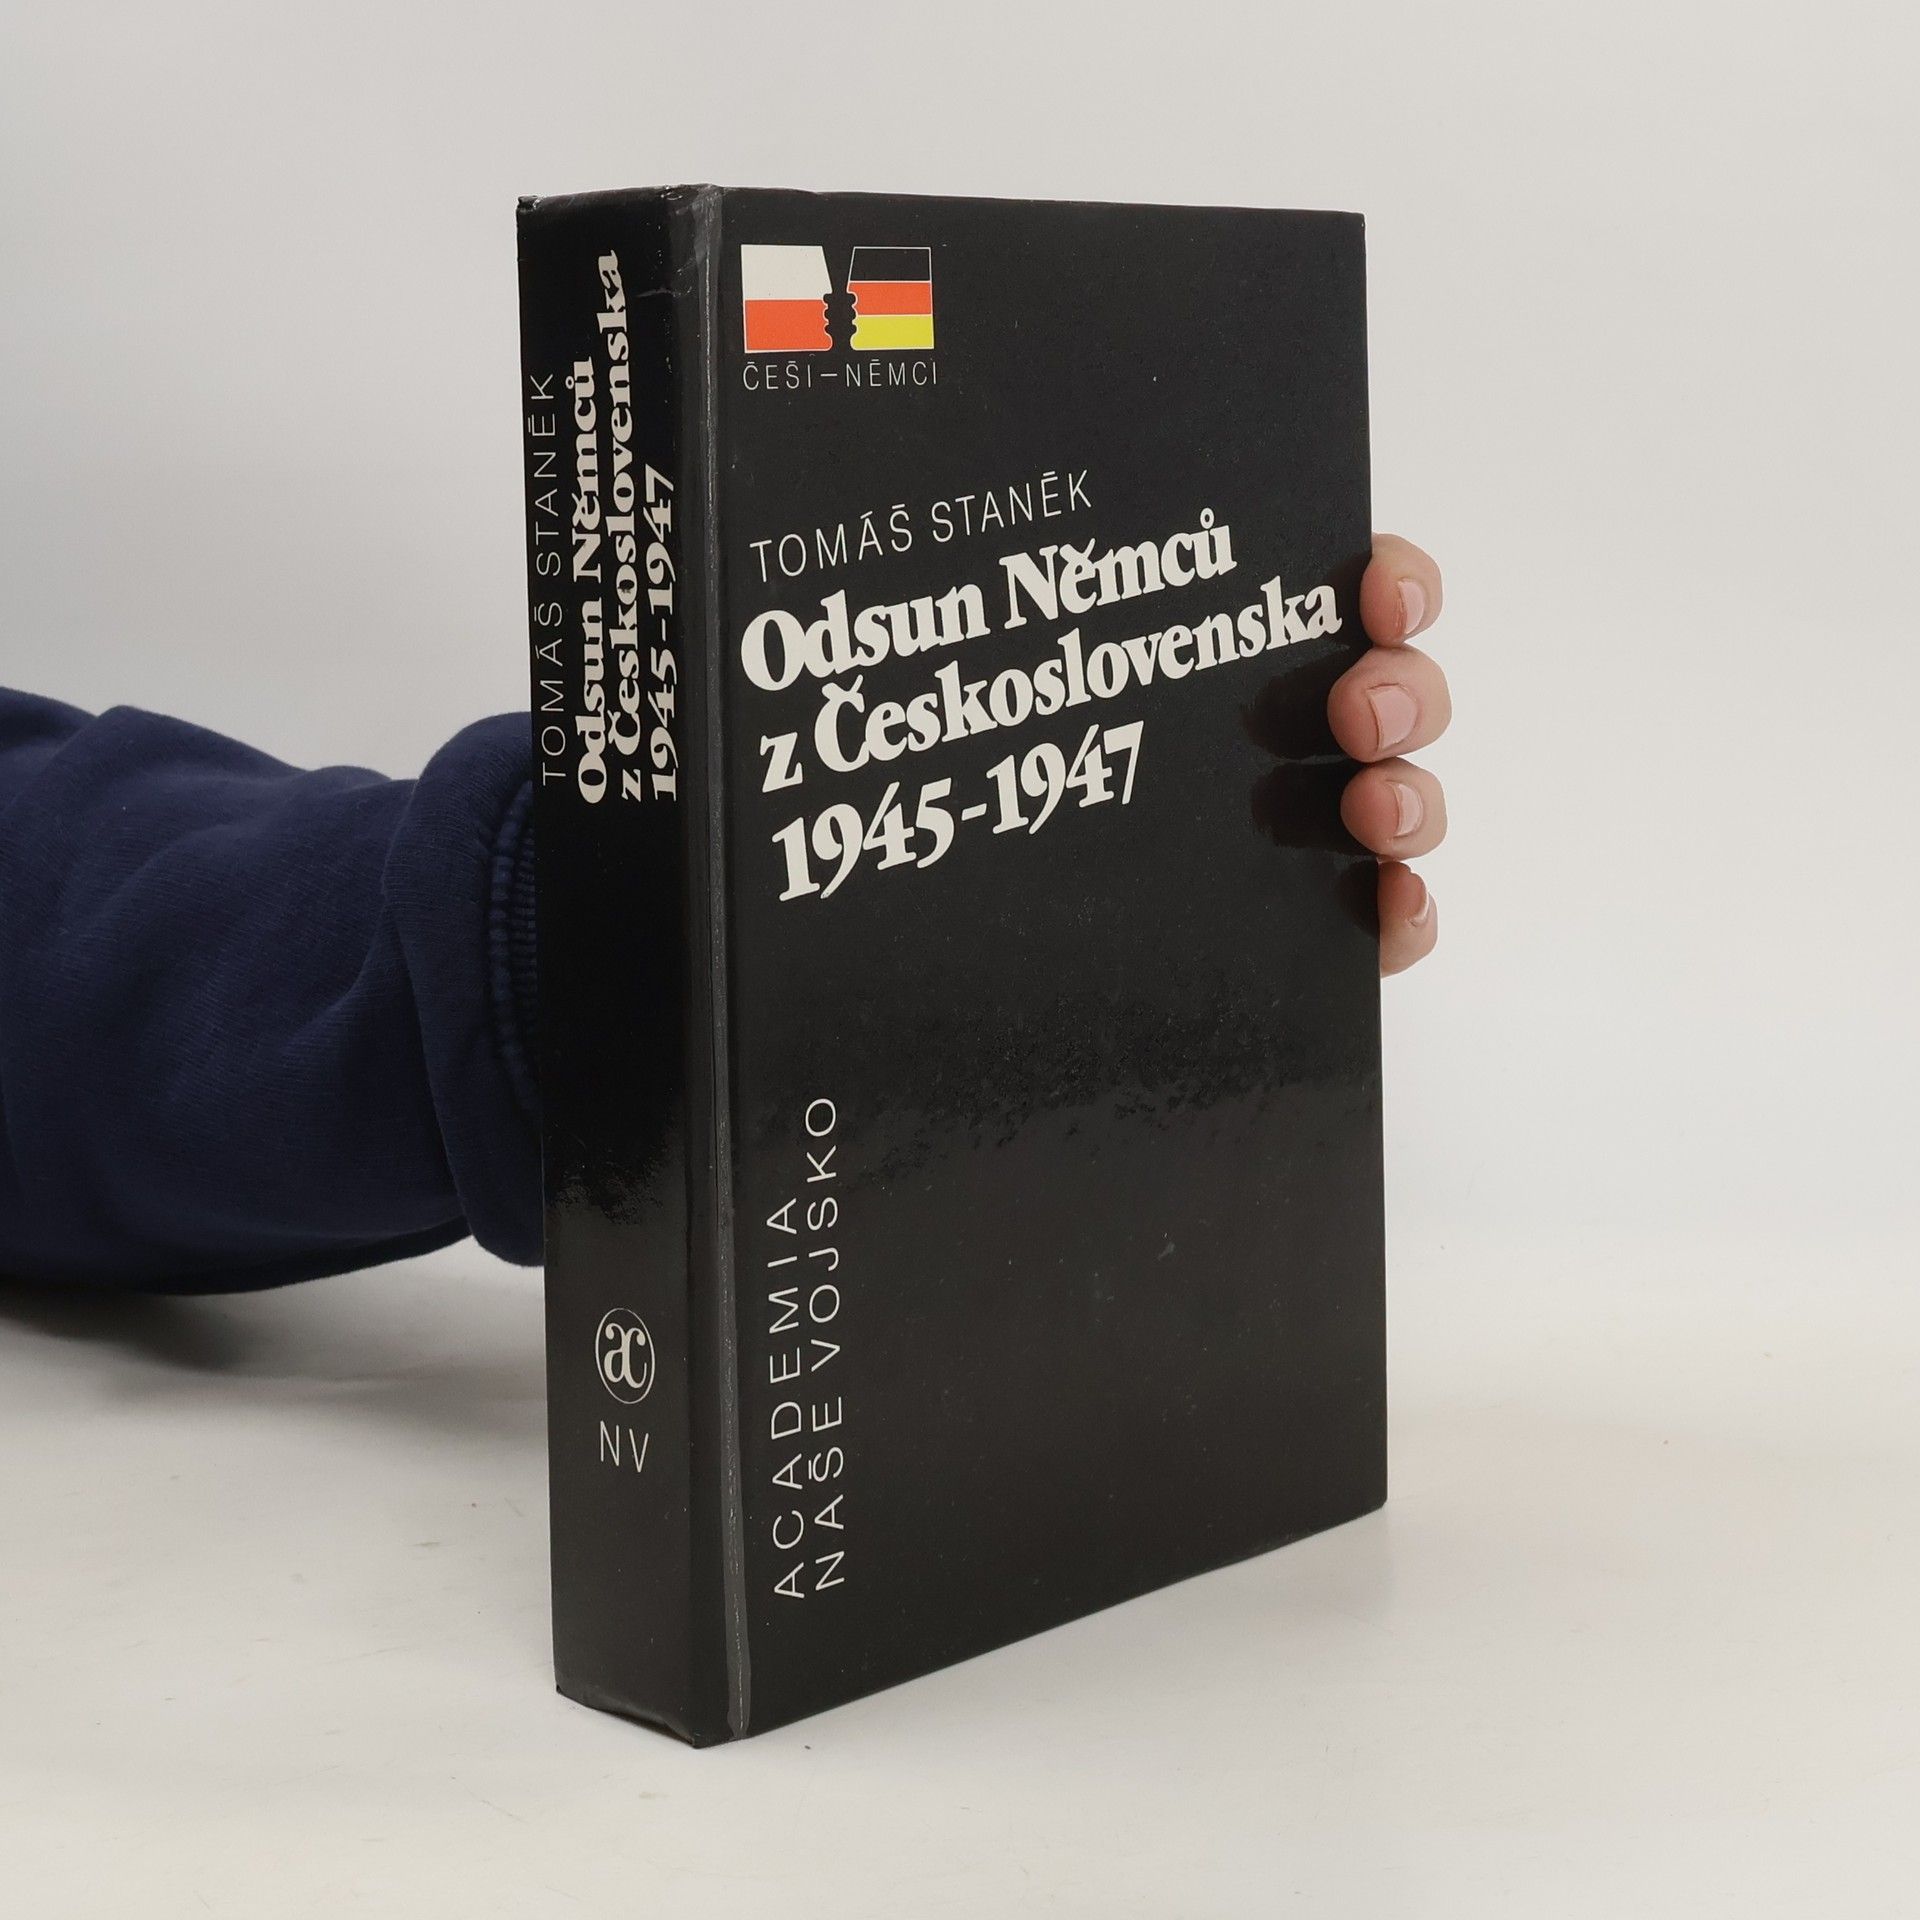 TOMÁŠ STANĚK
Odsun Němců
z Československa
1945-1947
æ
NV
ČEŠI–NĚMCI
TOMÁŠ STANĚK
Odsun Němců
z Československa
1945-1947
ACADEMIA
NAŠE VOJSKO